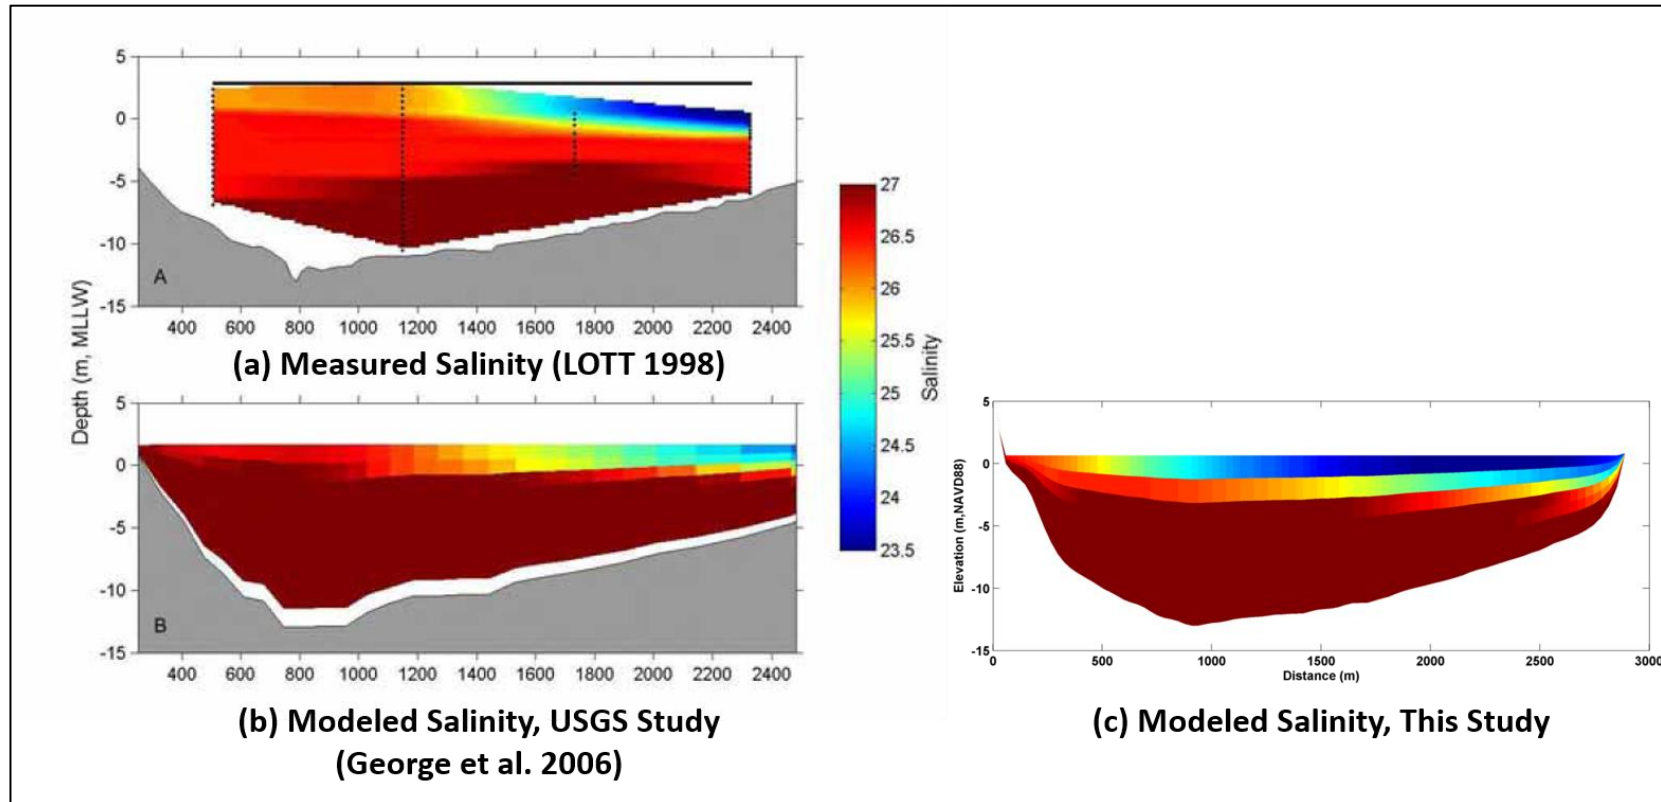 5
0
-5
-10
-15
A
400 600 800 1000 1200 1400 1600 1800 2000 2200 2400
(a) Measured Salinity (LOTT 1998)
Depth (m, MLLW)
5
0
-5
-10
-15
B
400 600 800 1000 1200 1400 1600 1800 2000 2200 2400
(b) Modeled Salinity, USGS Study
(George et al. 2006)
27
26.5
26
25.5
25
24.5
24
23.5
Salinity
5
0
-5
-10
-15
Elevation (m,NAVD88)
0 500 1000 1500 2000 2500 3000
Distance (m)
(c) Modeled Salinity, This Study